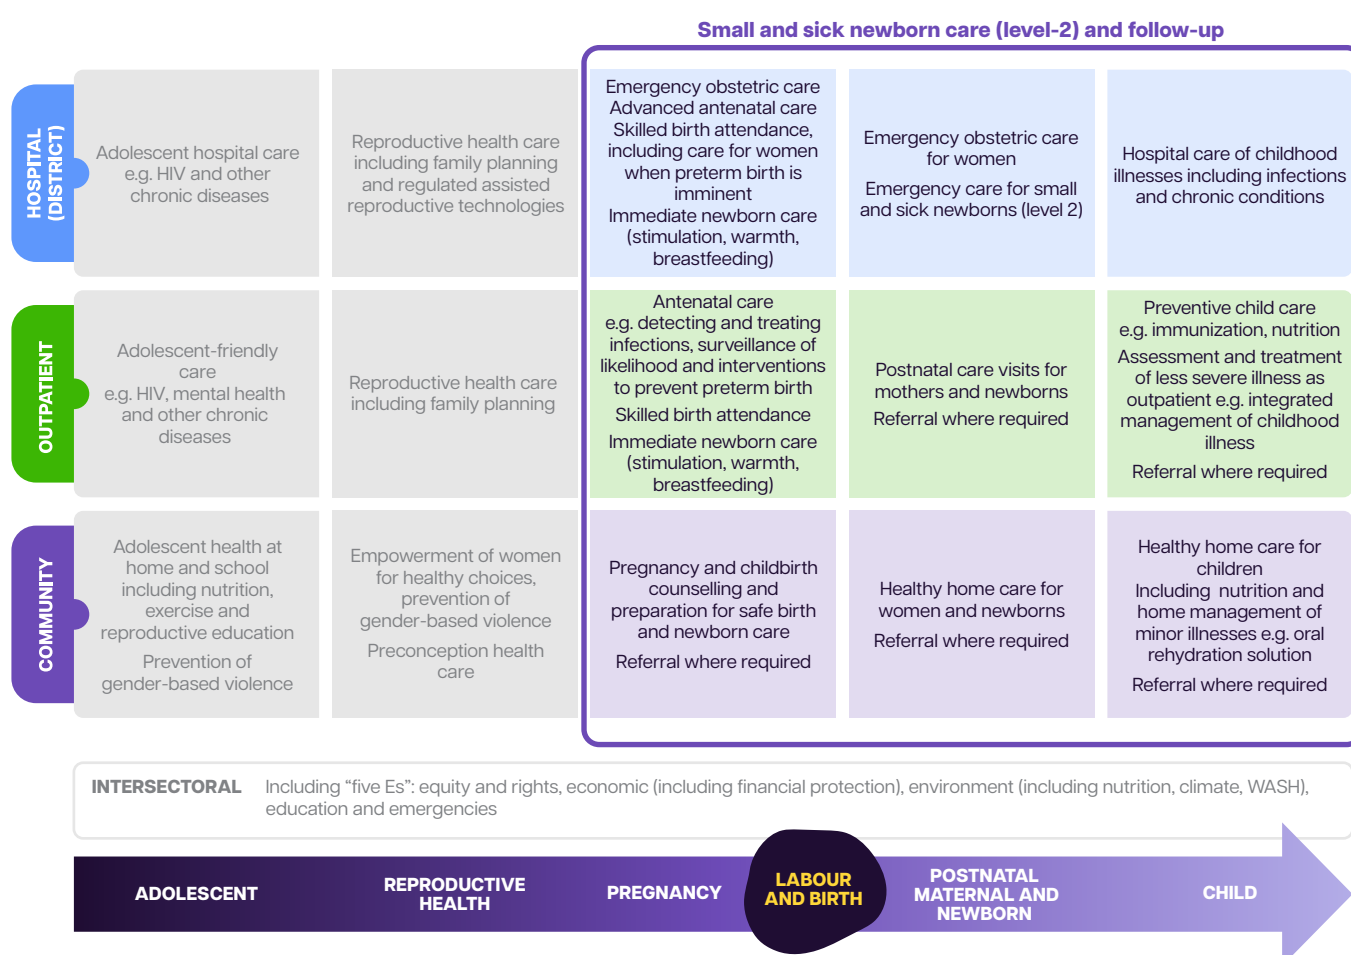 Small and sick newborn care (level-2) and follow-up
HOSPITAL
(DISTRICT)
Adolescent hospital care
e.g. HIV and other
chronic diseases
Reproductive health care
including family planning
and regulated assisted
reproductive technologies
Emergency obstetric care
Advanced antenatal care
Skilled birth attendance,
including care for women
when preterm birth is
imminent
Immediate newborn care
(stimulation, warmth,
breastfeeding)
Emergency obstetric care
for women
Emergency care for small
and sick newborns (level 2)
Hospital care of childhood
illnesses including infections
and chronic conditions
OUTPATIENT
Adolescent-friendly
care
e.g. HIV, mental health
and other chronic
diseases
Reproductive health care
including family planning
Antenatal care
e.g. detecting and treating
infections, surveillance of
likelihood and interventions
to prevent preterm birth
Skilled birth attendance
Immediate newborn care
(stimulation, warmth,
breastfeeding)
Postnatal care visits for
mothers and newborns
Referral where required
Preventive child care
e.g. immunization, nutrition
Assessment and treatment
of less severe illness as
outpatient e.g. integrated
management of childhood
illness
Referral where required
COMMUNITY
Adolescent health at
home and school
including nutrition,
exercise and
reproductive education
Prevention of
gender-based violence
Empowerment of women
for healthy choices,
prevention of
gender-based violence
Preconception health
care
Pregnancy and childbirth
counselling and
preparation for safe birth
and newborn care
Referral where required
Healthy home care for
women and newborns
Referral where required
Healthy home care for
children
Including nutrition and
home management of
minor illnesses e.g. oral
rehydration solution
Referral where required
INTERSECTORAL Including “five Es”: equity and rights, economic (including financial protection), environment (including nutrition, climate, WASH),
education and emergencies
ADOLESCENT
REPRODUCTIVE
HEALTH
PREGNANCY
LABOUR
AND BIRTH
POSTNATAL
MATERNAL AND
NEWBORN
CHILD